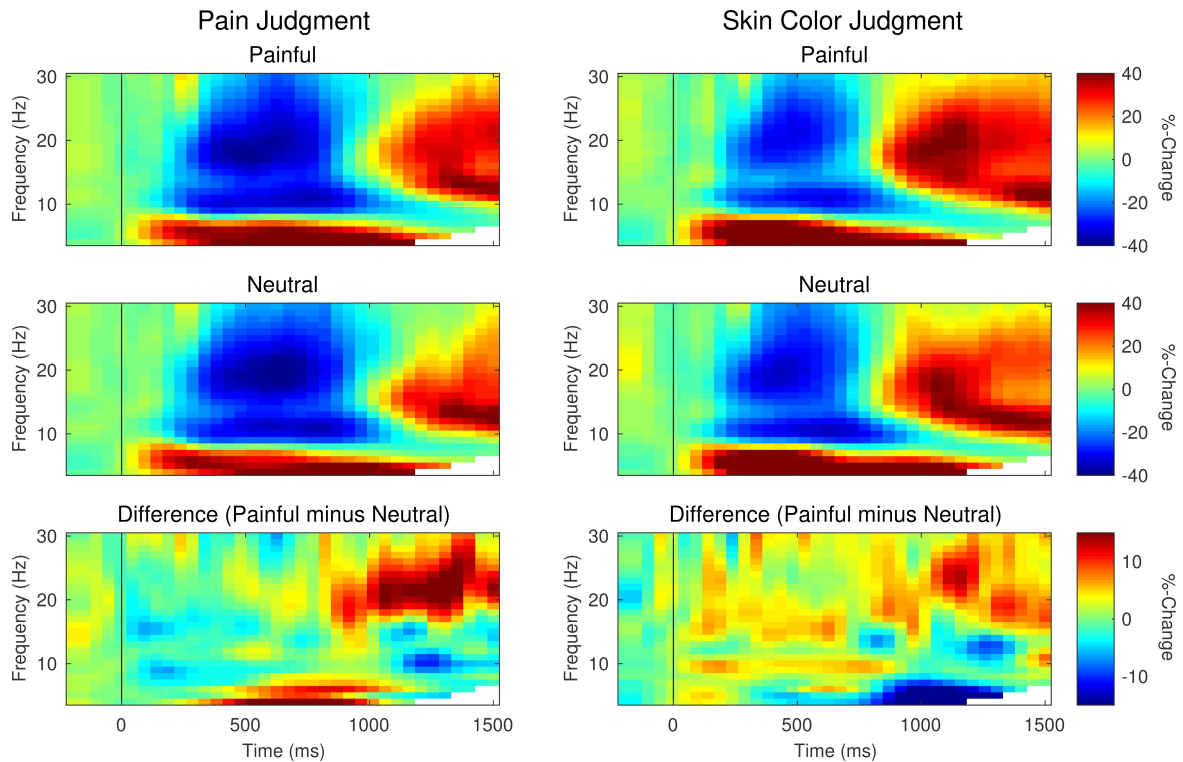 Pain Judgment
Skin Color Judgment
Painful
Painful
30
20
10
Frequency (Hz)
30
20
10
Frequency (Hz)
40
20
0
-20
-40
%-Change
Neutral
Neutral
30
20
10
Frequency (Hz)
30
20
10
Frequency (Hz)
40
20
0
-20
-40
%-Change
Difference (Painful minus Neutral)
Difference (Painful minus Neutral)
30
20
10
Frequency (Hz)
30
20
10
Frequency (Hz)
10
0
-10
%-Change
0 500 1000 1500
0 500 1000 1500
Time (ms)
Time (ms)